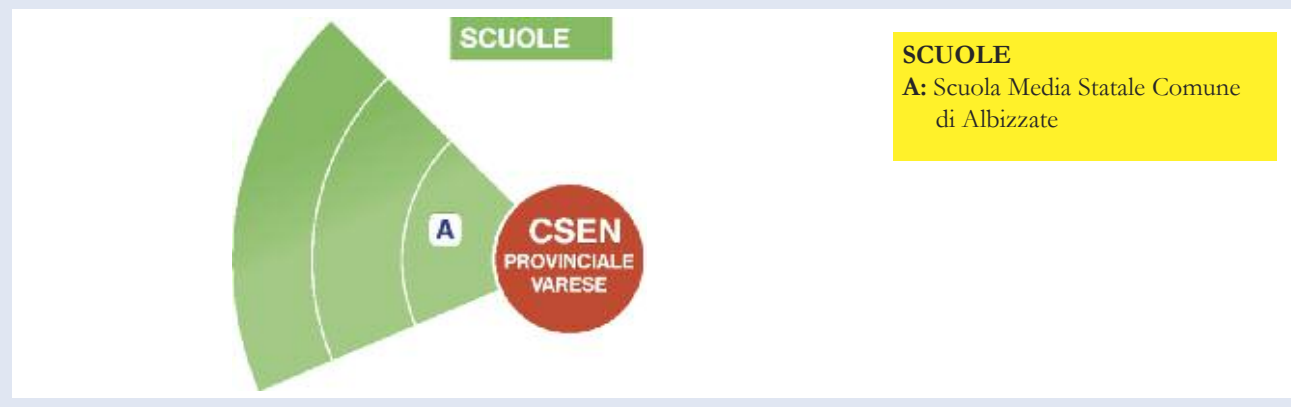 SCUOLE
A
CSEN
PROVINCIALE
VARESE
SCUOLE
A: Scuola Media Statale Comune
di Albizzate